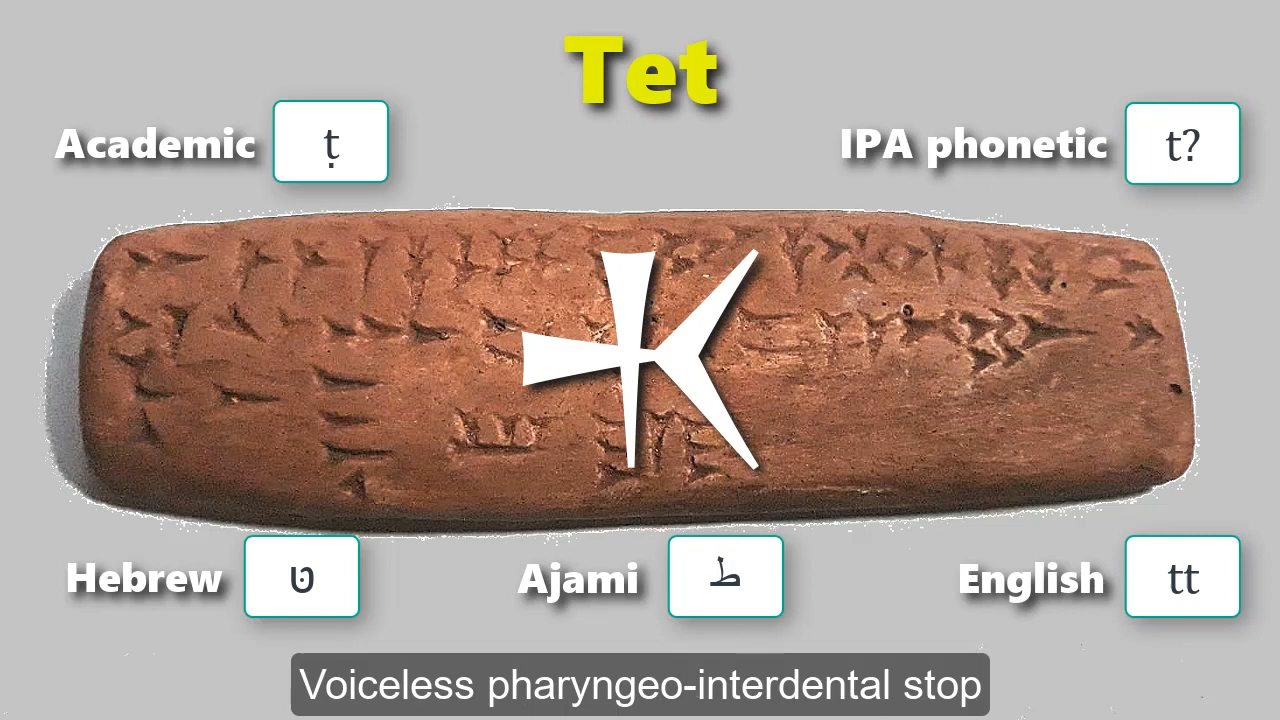 Tet
Academic ṭ
IPA phonetic t?
Hebrew ט
Ajami ط
English tt
Voiceless pharyngeo-interdental stop